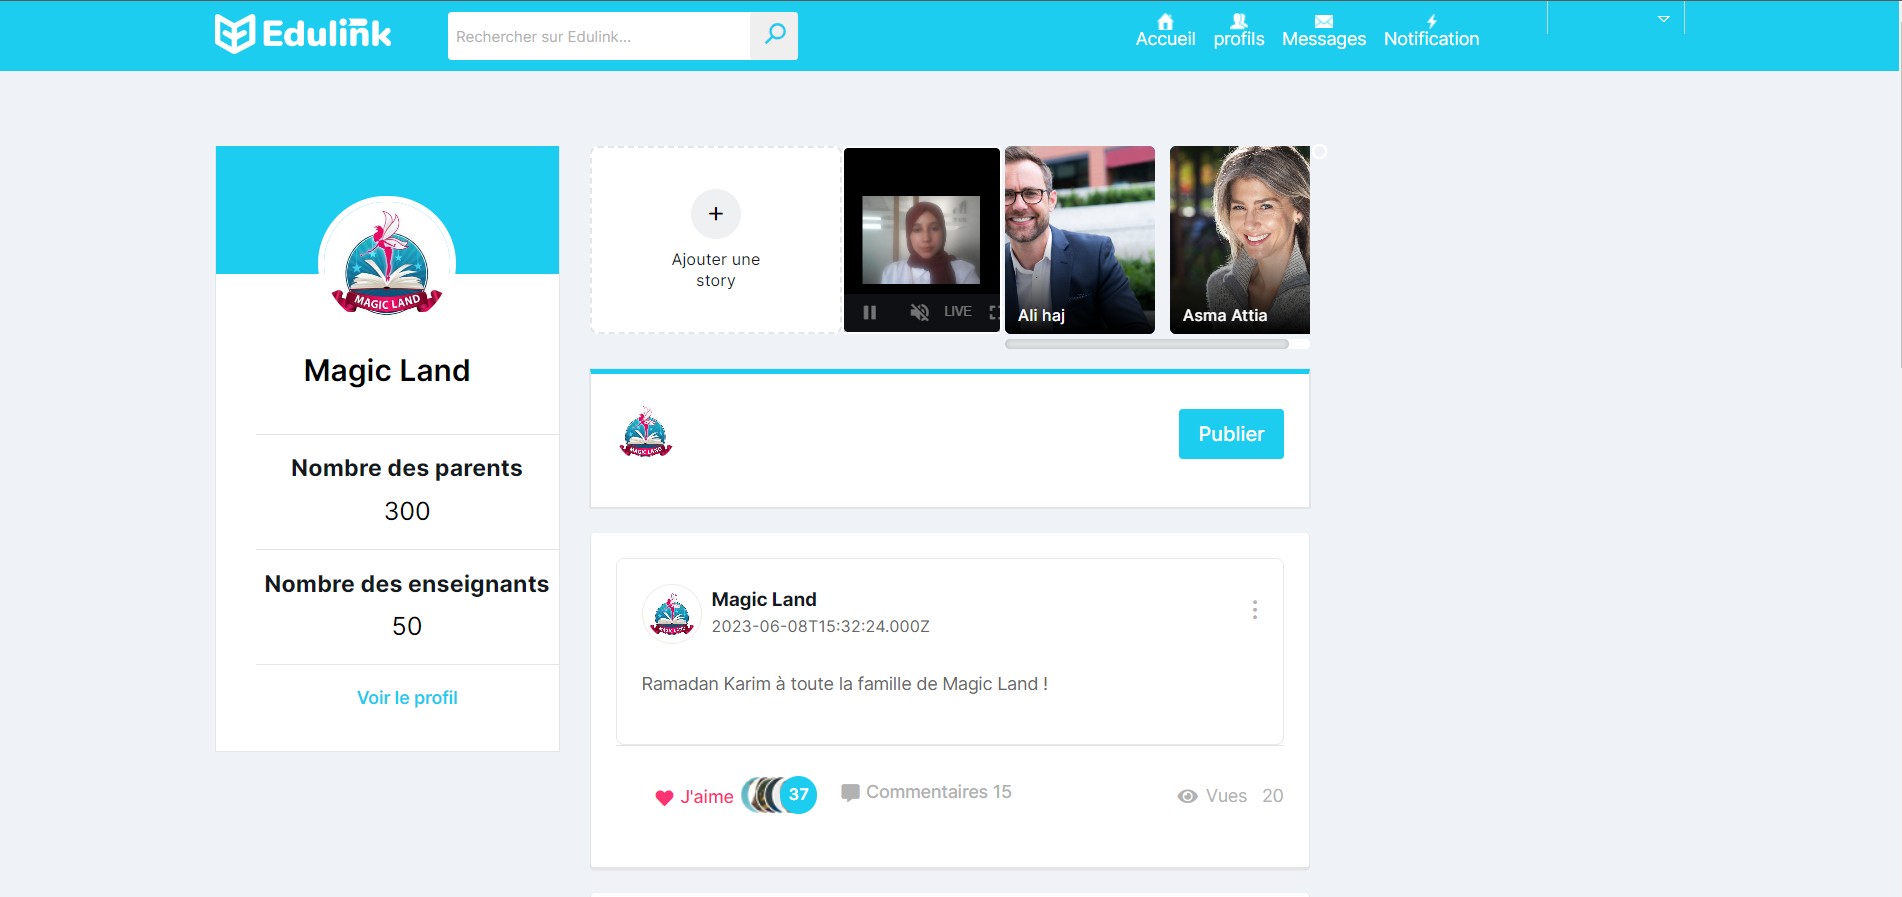 Edulink
Rechercher sur Edulink...
Accueil
profils
Messages
Notification
MAGIC LAND
Magic Land
Nombre des parents
300
Nombre des enseignants
50
Voir le profil
+
Ajouter une
story
LIVE
Ali haj
Asma Attia
MAGIC LAND
Publier
Magic Land
2023-06-08T15:32:24.000Z
Ramadan Karim à toute la famille de Magic Land !
J'aime
37
Commentaires 15
Vues 20